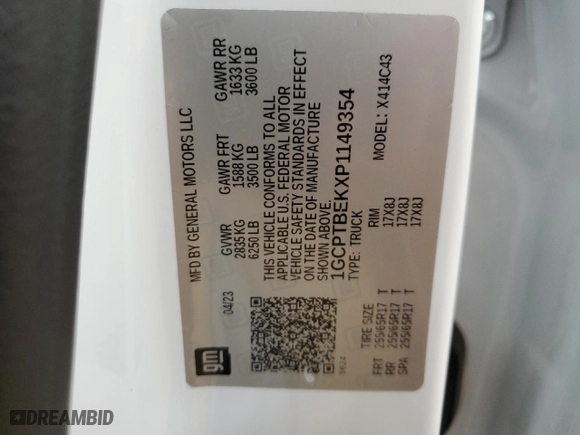 MFD BY GENERAL MOTORS LLC
04/23
GVWR GAWR FRT GAWR RR
2835 KG 1588 KG 1633 KG
6250 LB 3500 LB 3600 LB
THIS VEHICLE CONFORMS TO ALL
APPLICABLE U.S. FEDERAL MOTOR
VEHICLE SAFETY STANDARDS IN EFFECT
ON THE DATE OF MANUFACTURE
SHOWN ABOVE.
1GCPTBEKXP1149354
TYPE: TRUCK MODEL: X414C43
gm
0624
TIRE SIZE RIM
FRT 255/65R17 T 17X8J
RR 255/65R17 T 17X8J
SPA 255/65R17 T 17X8J
DREAMBID